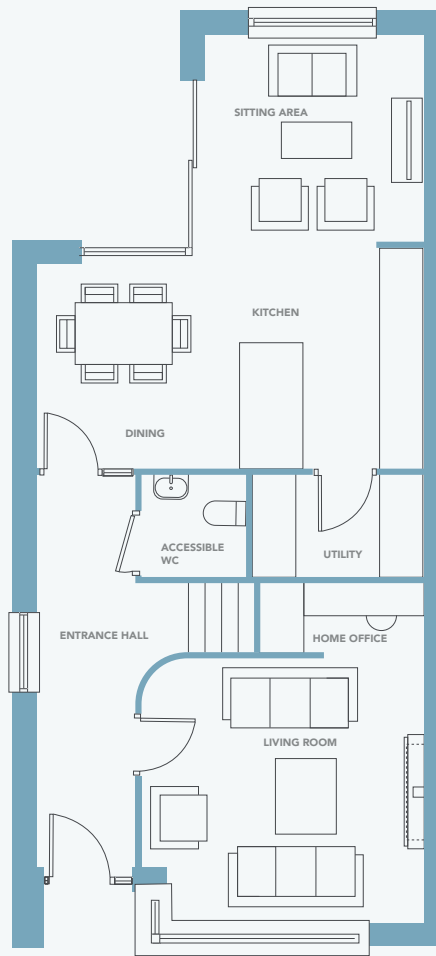 SITTING AREA
KITCHEN
DINING
ACCESSIBLE
WC
UTILITY
ENTRANCE HALL
HOME OFFICE
LIVING ROOM